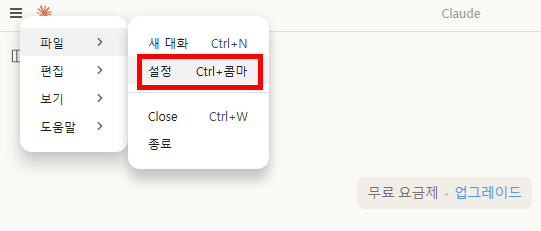 Claude
파일
편집
보기
도움말
새 대화 Ctrl+N
설정 Ctrl+콤마
Close Ctrl+W
종료
무료 요금제 • 업그레이드